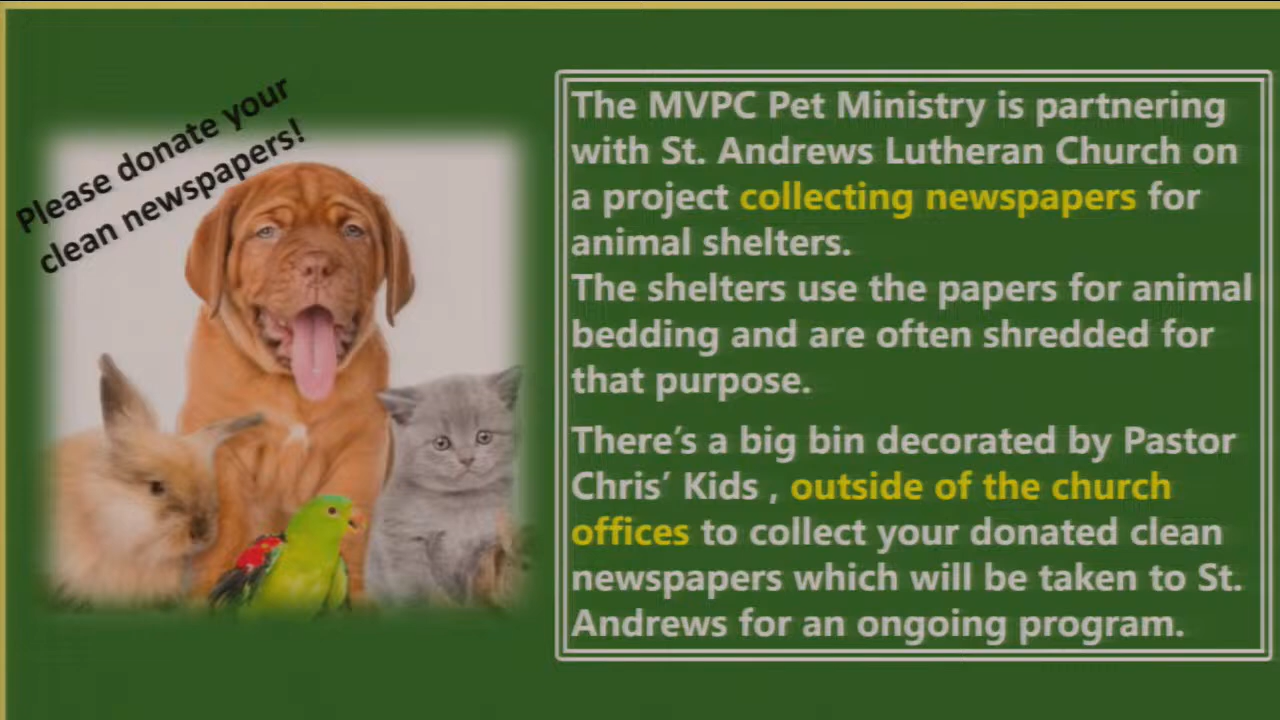 Please donate your
clean newspapers!
The MVPC Pet Ministry is partnering
with St. Andrews Lutheran Church on
a project collecting newspapers for
animal shelters.
The shelters use the papers for animal
bedding and are often shredded for
that purpose.
There’s a big bin decorated by Pastor
Chris’ Kids , outside of the church
offices to collect your donated clean
newspapers which will be taken to St.
Andrews for an ongoing program.